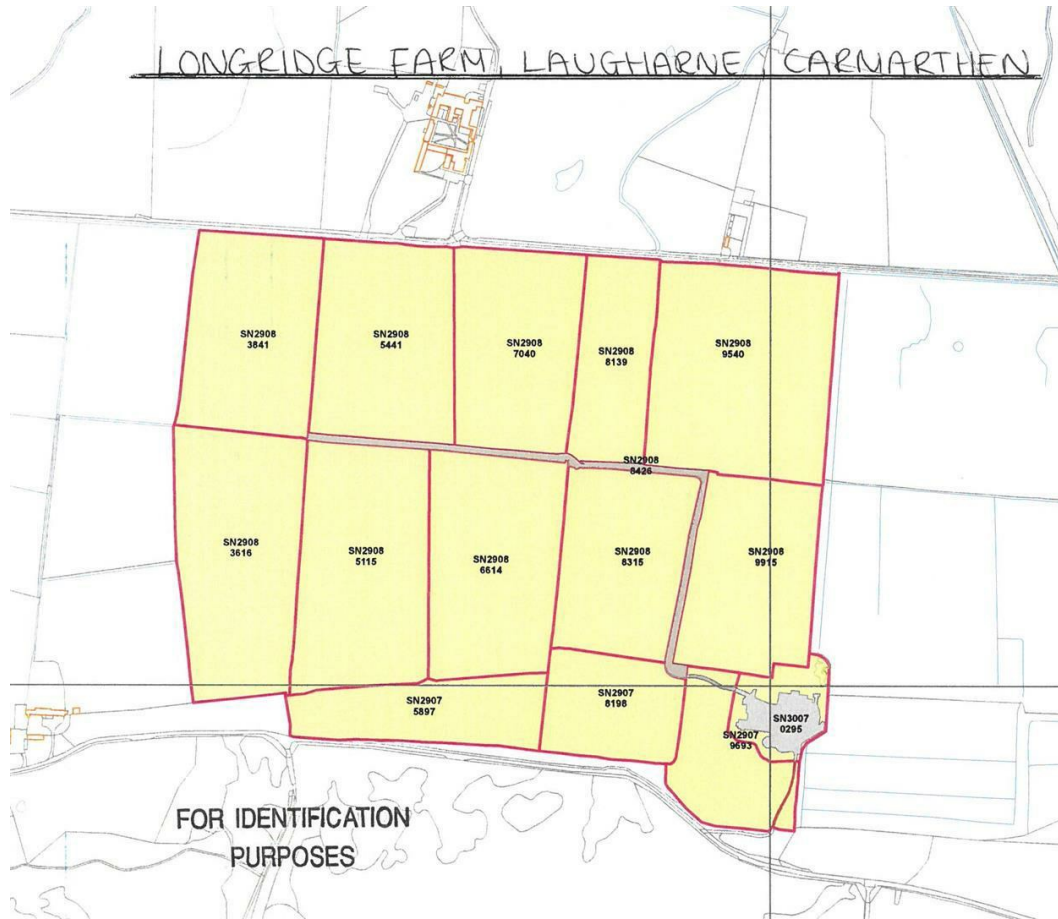 LONGRIDGE FARM, LAUGHARNE, CARMARTHEN
SN2908
3841
SN2908
5441
SN2908
7040
SN2908
8139
SN2908
9540
SN2908
8426
SN2908
3616
SN2908
5115
SN2908
6614
SN2908
8315
SN2908
9915
SN2907
5897
SN2907
8198
SN2907
9693
SN3007
0295
FOR IDENTIFICATION
PURPOSES